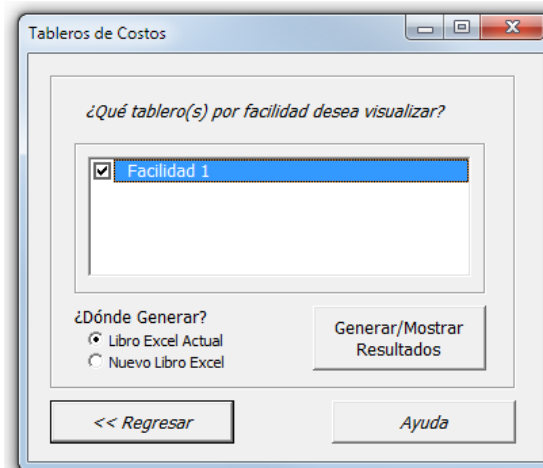 Tableros de Costos
¿Qué tablero(s) por facilidad desea visualizar?
Facilidad 1
¿Dónde Generar?
Libro Excel Actual
Nuevo Libro Excel
Generar/Mostrar
Resultados
<< Regresar
Ayuda